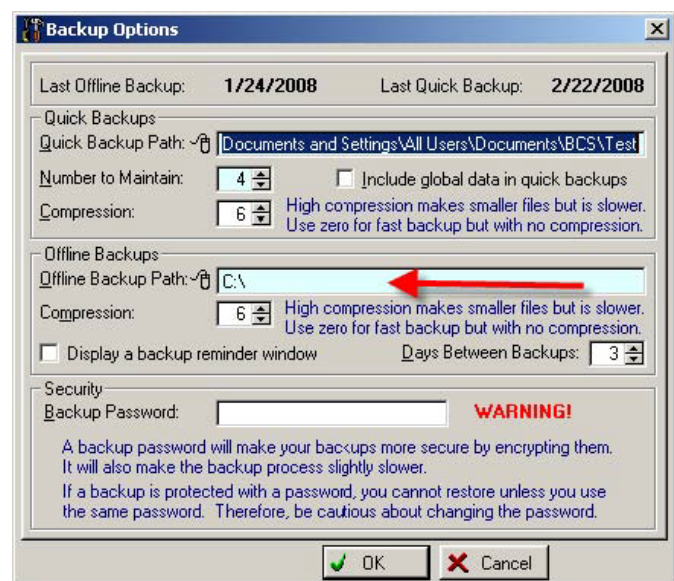 Backup Options
Last Offline Backup: 1/24/2008 Last Quick Backup: 2/22/2008
Quick Backups
Quick Backup Path: Documents and Settings\All Users\Documents\BCS\Test
Number to Maintain: 4 Include global data in quick backups
Compression: 6 High compression makes smaller files but is slower.
Use zero for fast backup but with no compression.
Offline Backups
Offline Backup Path: C:\
Compression: 6 High compression makes smaller files but is slower.
Use zero for fast backup but with no compression.
Display a backup reminder window Days Between Backups: 3
Security
Backup Password: WARNING!
A backup password will make your backups more secure by encrypting them.
It will also make the backup process slightly slower.
If a backup is protected with a password, you cannot restore unless you use
the same password. Therefore, be cautious about changing the password.
OK Cancel